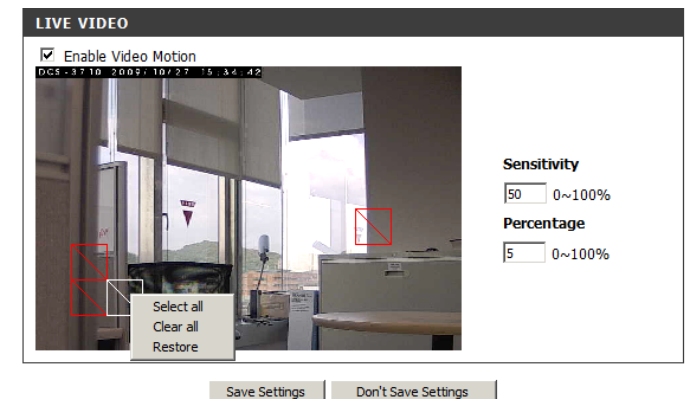 LIVE VIDEO
Enable Video Motion
DCS-3710 2009/10/27 15:34:42
Sensitivity
50 0~100%
Percentage
5 0~100%
Select all
Clear all
Restore
Save Settings Don't Save Settings